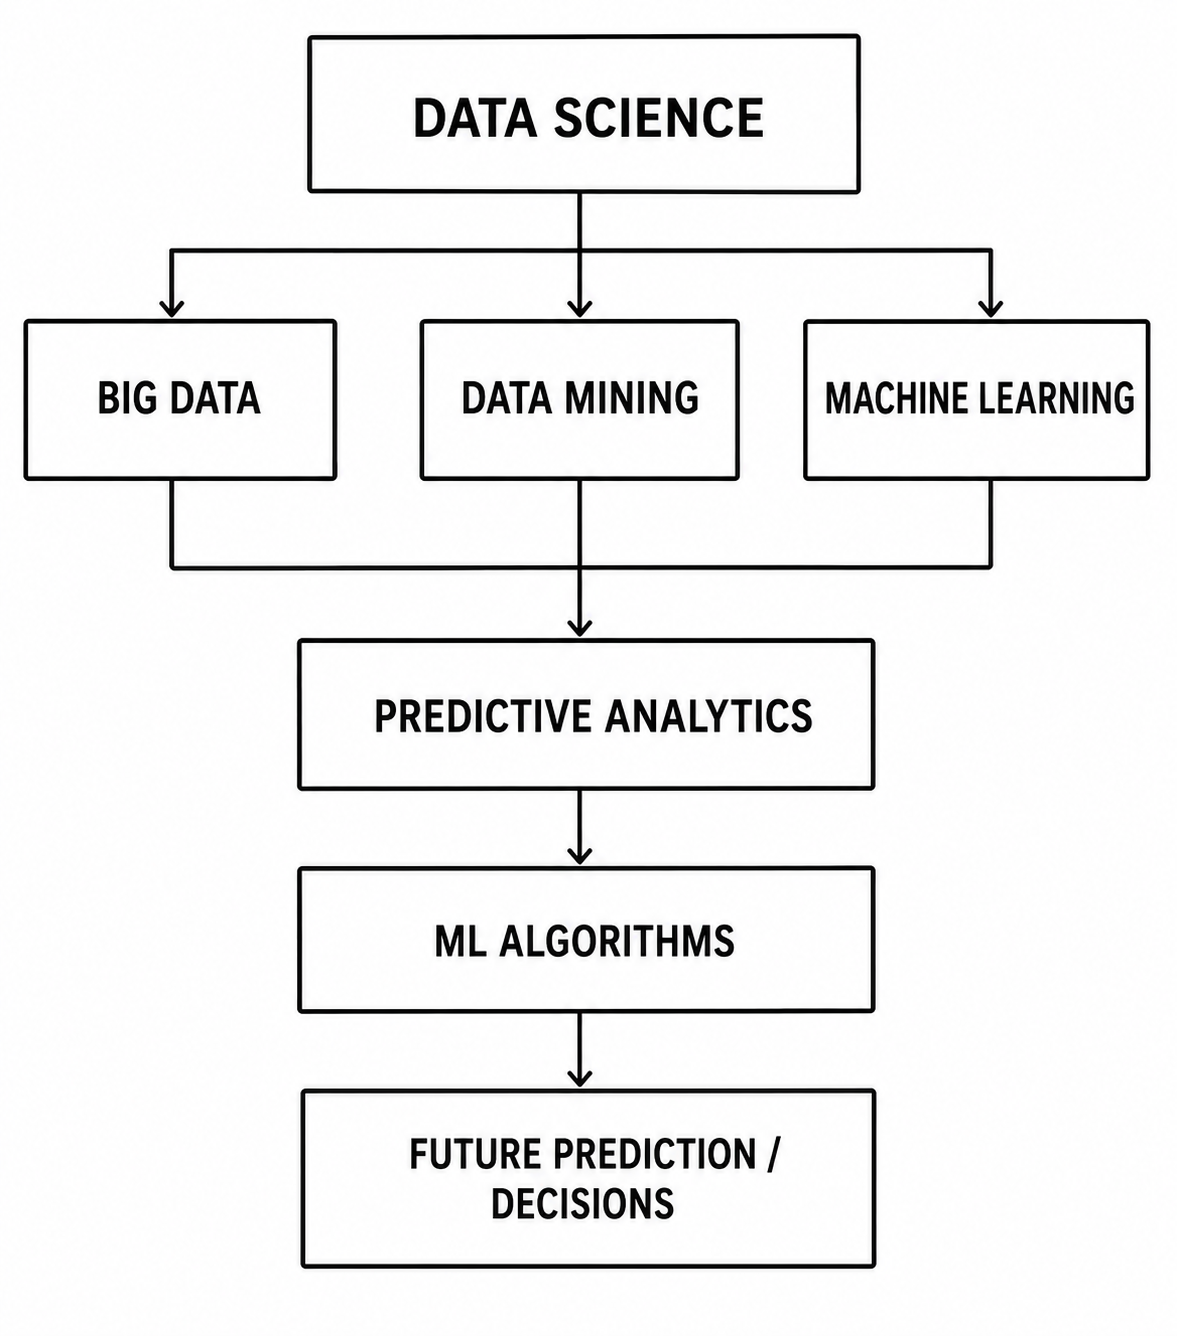 DATA SCIENCE
BIG DATA
DATA MINING
MACHINE LEARNING
PREDICTIVE ANALYTICS
ML ALGORITHMS
FUTURE PREDICTION /
DECISIONS